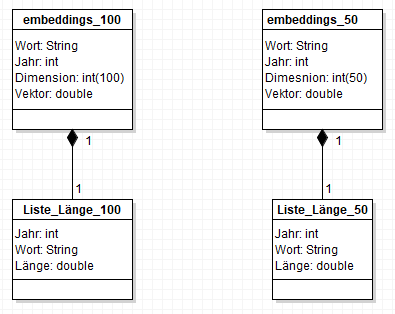 embeddings_100
Wort: String
Jahr: int
Dimension: int(100)
Vektor: double
1
1
Liste_Länge_100
Jahr: int
Wort: String
Länge: double
embeddings_50
Wort: String
Jahr: int
Dimesnion: int(50)
Vektor: double
1
1
Liste_Länge_50
Jahr: int
Wort: String
Länge: double